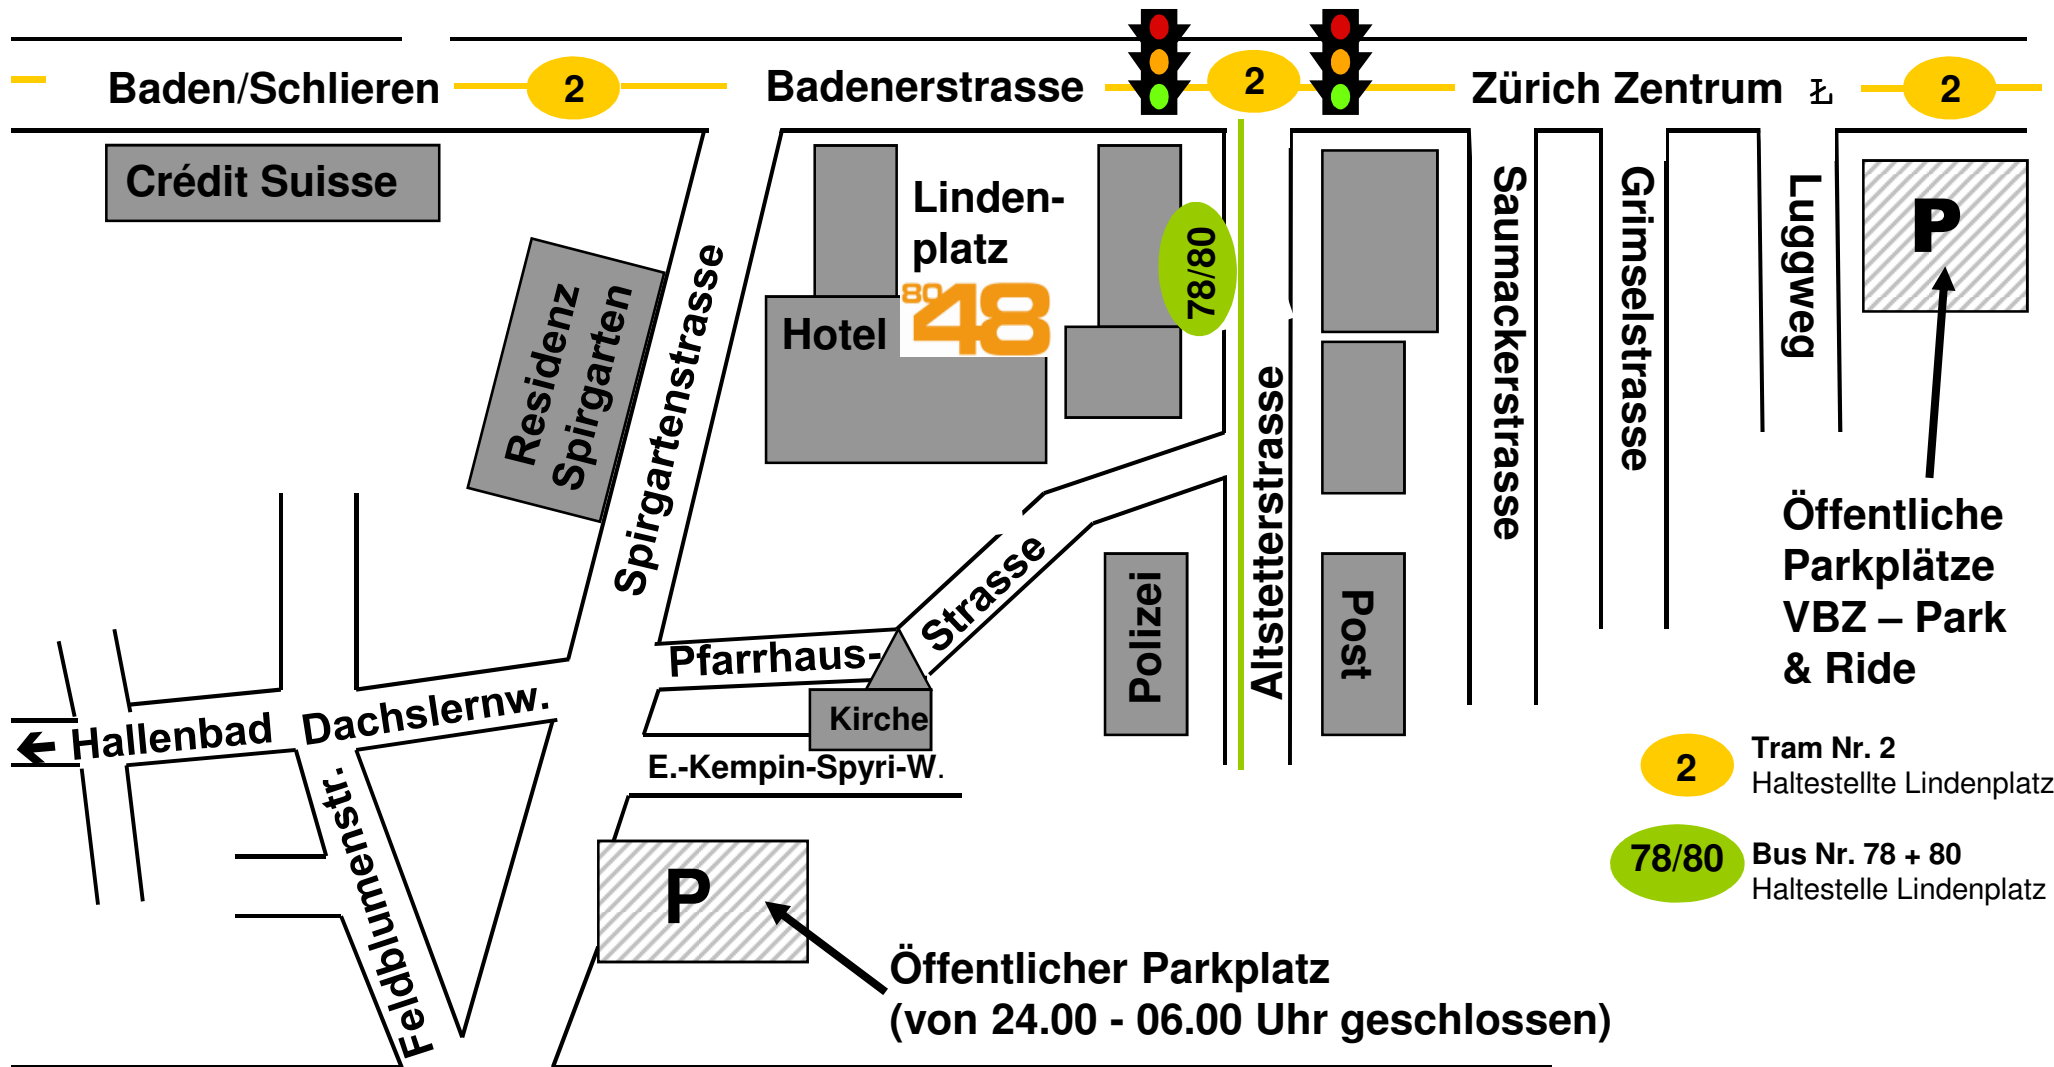 Baden/Schlieren
2
Badenerstrasse
2
Zürich Zentrum Ł
2
Crédit Suisse
Linden-
platz
Hotel
8048
78/80
Residenz
Spirgarten
Spirgartenstrasse
Altstetterstrasse
Saumackerstrasse
Grimselstrasse
Luggweg
P
Öffentliche
Parkplätze
VBZ – Park
& Ride
Pfarrhaus-
Strasse
Polizei
Post
Kirche
E.-Kempin-Spyri-W.
Hallenbad
Dachslernw.
Feldblumenstr.
2
Tram Nr. 2
Haltestellte Lindenplatz
78/80
Bus Nr. 78 + 80
Haltestelle Lindenplatz
P
Öffentlicher Parkplatz
(von 24.00 - 06.00 Uhr geschlossen)